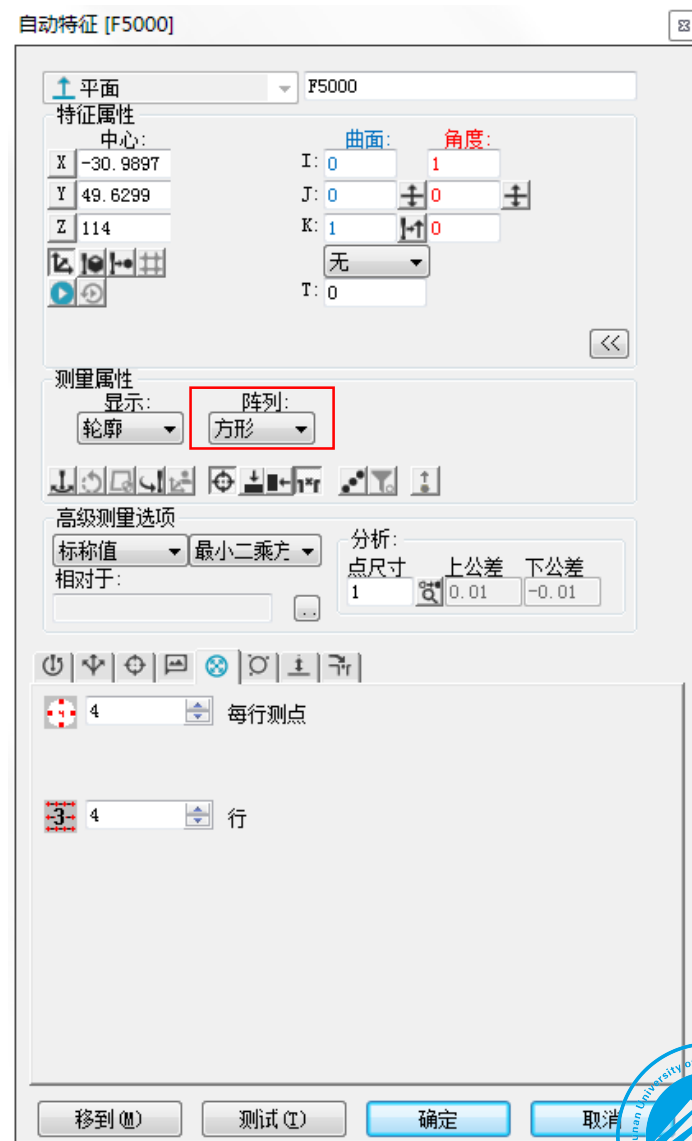 自动特征 [F5000]
平面 F5000
特征属性
中心: 曲面: 角度:
X -30.9897 I: 0 1
Y 49.6299 J: 0 0
Z 114 K: 1 0
无
T: 0
<<
测量属性
显示: 阵列:
轮廓 方形
高级测量选项
标称值 最小二乘方 分析:
相对于: 点尺寸 上公差 下公差
1 0.01 -0.01
..
4 4 每行测点
3 4 行
移到(M) 测试(T) 确定 取消
University of